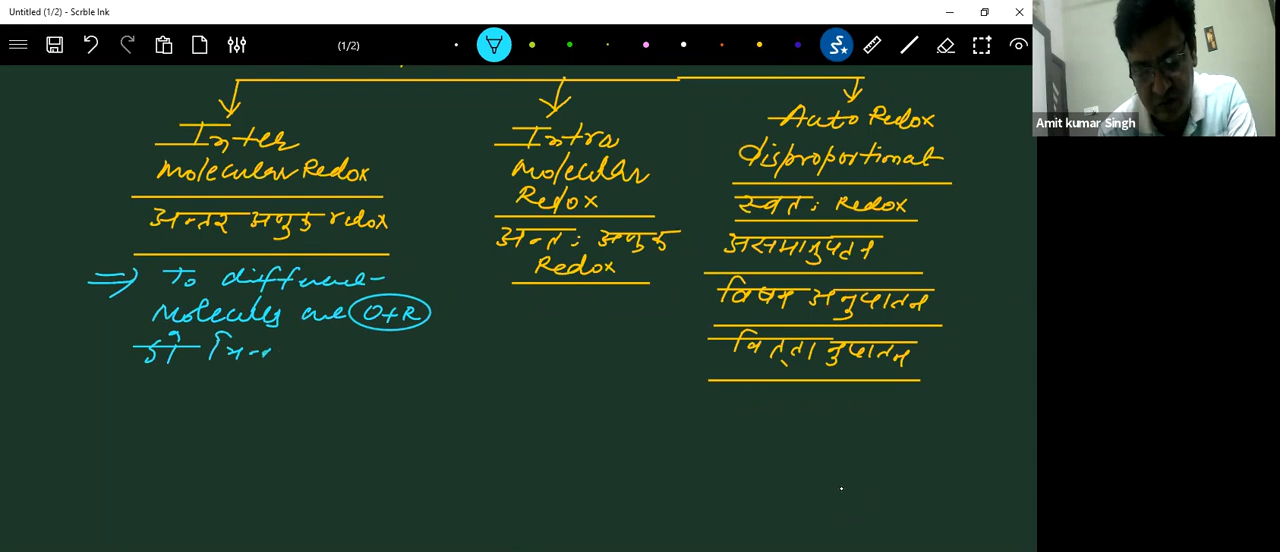 Untitled (1/2) - Scrble Ink
(1/2)
Amit kumar Singh
Inter
molecular Redox
अन्तर अणुक redox
⇒ To different
molecules are O+R
दो भिन्न
Intra
molecular
Redox
अन्त: अणुक
Redox
Auto Redox
disproportionat
स्वत: Redox
असमानुपतन
विषम अनुपातन
वित्तानुपातन